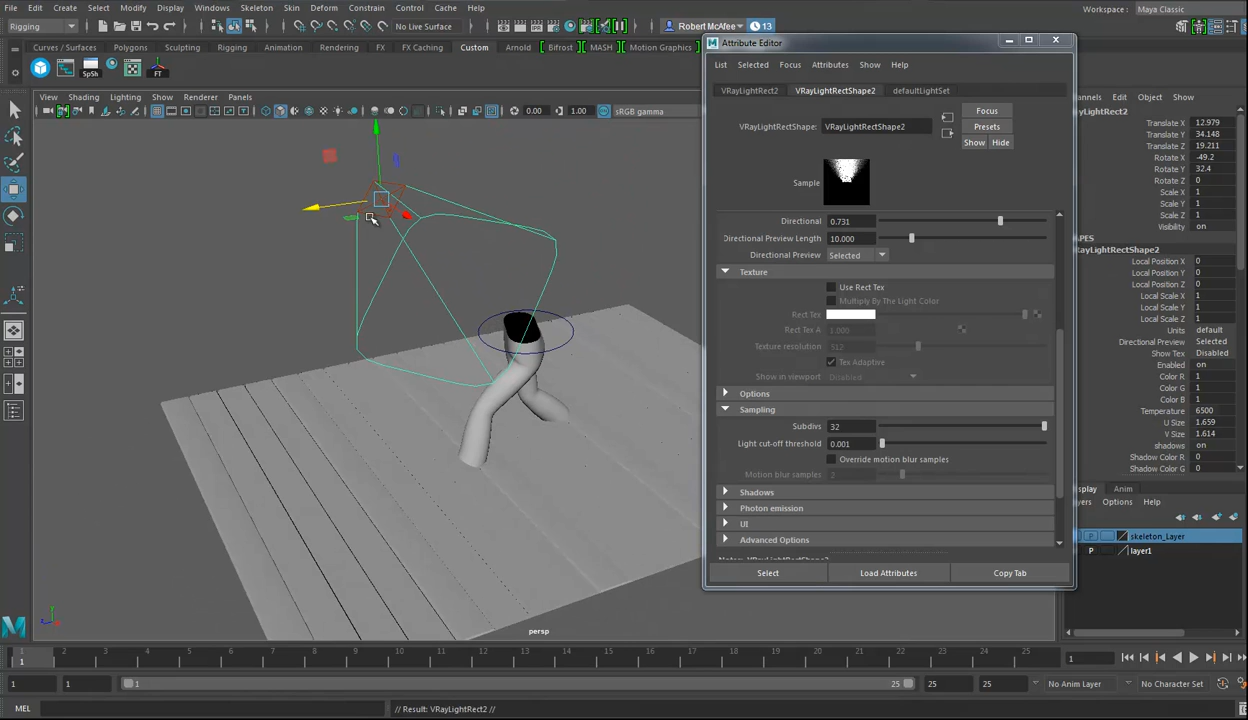 File Edit Create Select Modify Display Windows Skeleton Skin Deform Constrain Control Cache Help
Workspace : Maya Classic
Rigging
No Live Surface
Robert McAfee
13
Curves / Surfaces Polygons Sculpting Rigging Animation Rendering FX FX Caching Custom Arnold Bifrost MASH Motion Graphics
SpSh
FT
View Shading Lighting Show Renderer Panels
0.00
1.00
sRGB gamma
Attribute Editor
List Selected Focus Attributes Show Help
VRayLightRect2 VRayLightRectShape2 defaultLightSet
VRayLightRectShape: VRayLightRectShape2
Focus
Presets
Show Hide
Sample
Directional 0.731
Directional Preview Length 10.000
Directional Preview Selected
Texture
Use Rect Tex
Multiply By The Light Color
Rect Tex
Rect Tex A 1.000
Texture resolution 512
Tex Adaptive
Show in viewport Disabled
Options
Sampling
Subdivs 32
Light cut-off threshold 0.001
Override motion blur samples
Motion blur samples 2
Shadows
Photon emission
UI
Advanced Options
Select Load Attributes Copy Tab
Edit Object Show
Translate X 12.979
Translate Y 34.148
Translate Z 19.211
Rotate X -49.2
Rotate Y 32.4
Rotate Z 0
Scale X 1
Scale Y 1
Scale Z 1
Visibility on
Local Position X 0
Local Position Y 0
Local Position Z 0
Local Scale X 1
Local Scale Y 1
Local Scale Z 1
Units default
Directional Preview Selected
Show Tex Disabled
Enabled on
Color R 1
Color G 1
Color B 1
Temperature 6500
U Size 1.659
V Size 1.614
shadows on
Shadow Color R 0
Shadow Color G 0
Anim
Options Help
P skeleton_Layer
P layer1
persp
1 2 3 4 5 6 7 8 9 10 11 12 13 14 15 16 17 18 19 20 21 22 23 24 25
1
1
1 1 1 25 25 25
No Anim Layer
No Character Set
MEL
// Result: VRayLightRect2